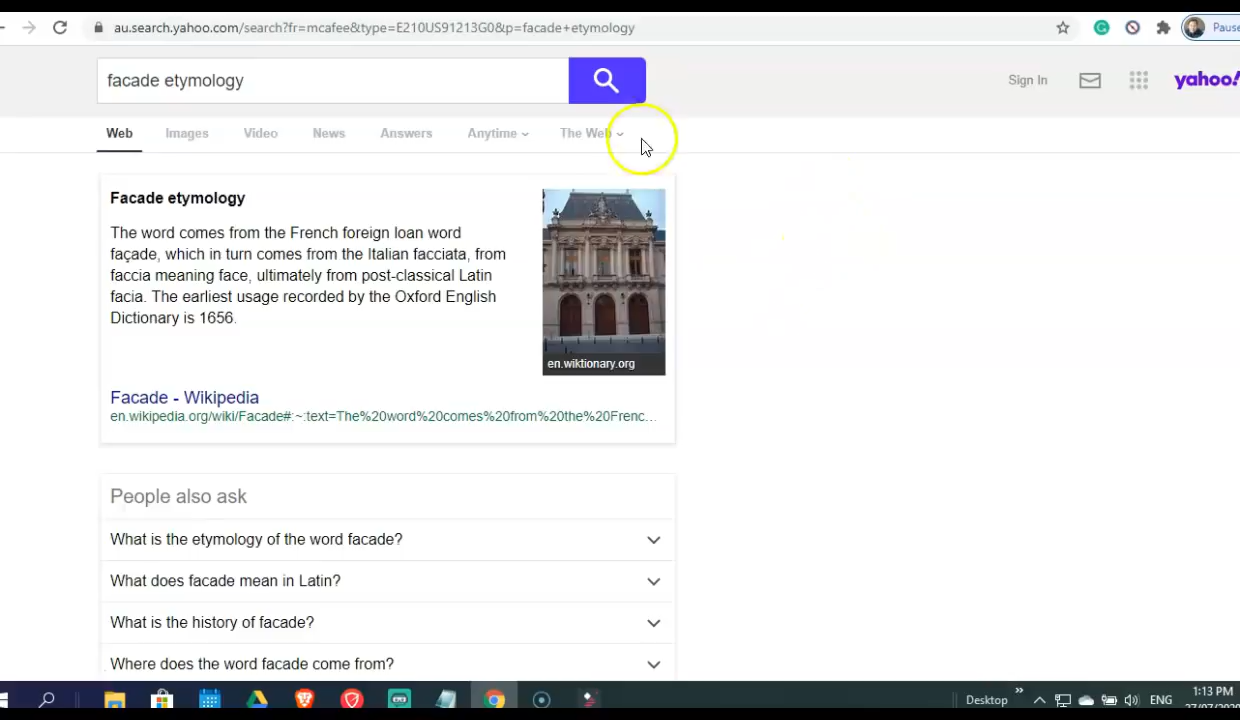 au.search.yahoo.com/search?fr=mcafee&type=E210US91213G0&p=facade+etymology
Pause
facade etymology
Sign In
yahoo!
Web
Images
Video
News
Answers
Anytime
The Web
Facade etymology
The word comes from the French foreign loan word
façade, which in turn comes from the Italian facciata, from
faccia meaning face, ultimately from post-classical Latin
facia. The earliest usage recorded by the Oxford English
Dictionary is 1656.
en.wiktionary.org
Facade - Wikipedia
en.wikipedia.org/wiki/Facade#:~:text=The%20word%20comes%20from%20the%20Frenc...
People also ask
What is the etymology of the word facade?
What does facade mean in Latin?
What is the history of facade?
Where does the word facade come from?
Desktop
ENG
1:13 PM